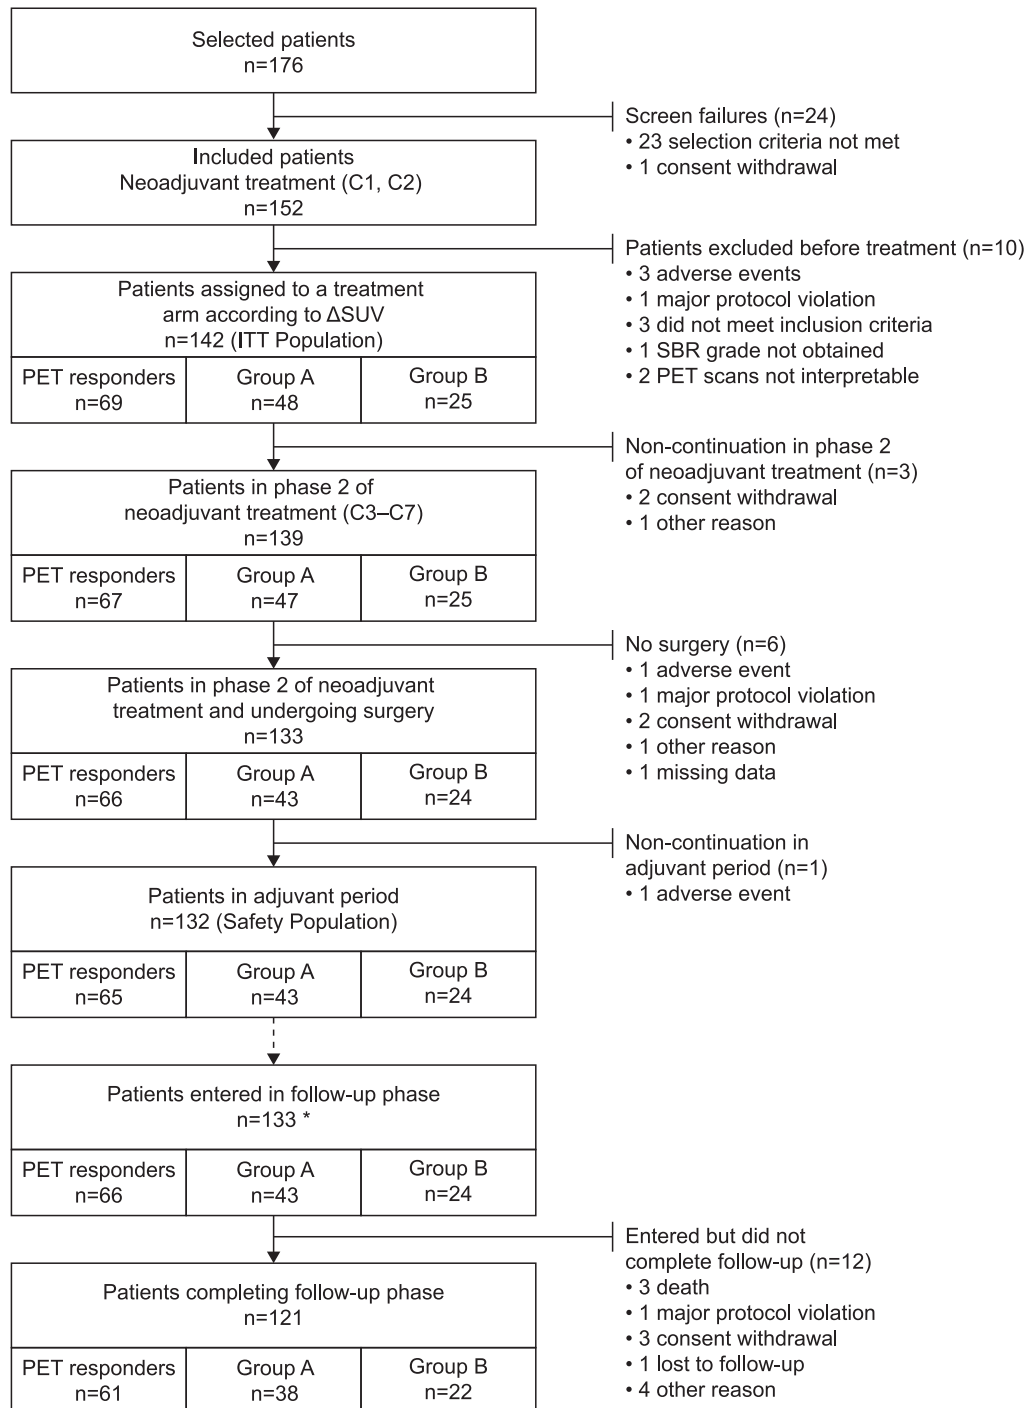 Selected patients
n=176
Screen failures (n=24)
• 23 selection criteria not met
• 1 consent withdrawal
Included patients
Neoadjuvant treatment (C1, C2)
n=152
Patients excluded before treatment (n=10)
• 3 adverse events
• 1 major protocol violation
• 3 did not meet inclusion criteria
• 1 SBR grade not obtained
• 2 PET scans not interpretable
Patients assigned to a treatment
arm according to ΔSUV
n=142 (ITT Population)
PET responders
n=69
Group A
n=48
Group B
n=25
Non-continuation in phase 2
of neoadjuvant treatment (n=3)
• 2 consent withdrawal
• 1 other reason
Patients in phase 2 of
neoadjuvant treatment (C3–C7)
n=139
PET responders
n=67
Group A
n=47
Group B
n=25
No surgery (n=6)
• 1 adverse event
• 1 major protocol violation
• 2 consent withdrawal
• 1 other reason
• 1 missing data
Patients in phase 2 of neoadjuvant
treatment and undergoing surgery
n=133
PET responders
n=66
Group A
n=43
Group B
n=24
Non-continuation in
adjuvant period (n=1)
• 1 adverse event
Patients in adjuvant period
n=132 (Safety Population)
PET responders
n=65
Group A
n=43
Group B
n=24
Patients entered in follow-up phase
n=133 *
PET responders
n=66
Group A
n=43
Group B
n=24
Entered but did not
complete follow-up (n=12)
• 3 death
• 1 major protocol violation
• 3 consent withdrawal
• 1 lost to follow-up
• 4 other reason
Patients completing follow-up phase
n=121
PET responders
n=61
Group A
n=38
Group B
n=22